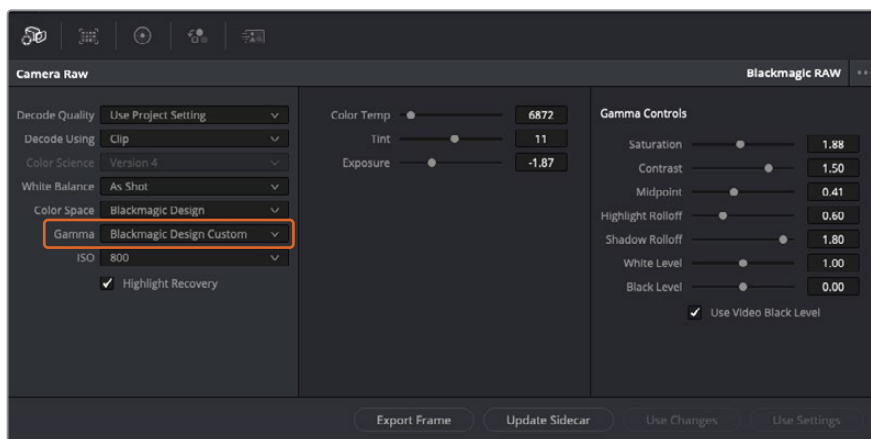 Camera Raw
Blackmagic RAW
Decode Quality Use Project Setting
Decode Using Clip
Color Science Version 4
White Balance As Shot
Color Space Blackmagic Design
Gamma Blackmagic Design Custom
ISO 800
Highlight Recovery
Color Temp 6872
Tint 11
Exposure -1.87
Gamma Controls
Saturation 1.88
Contrast 1.50
Midpoint 0.41
Highlight Rolloff 0.60
Shadow Rolloff 1.80
White Level 1.00
Black Level 0.00
Use Video Black Level
Export Frame Update Sidecar Use Changes Use Settings